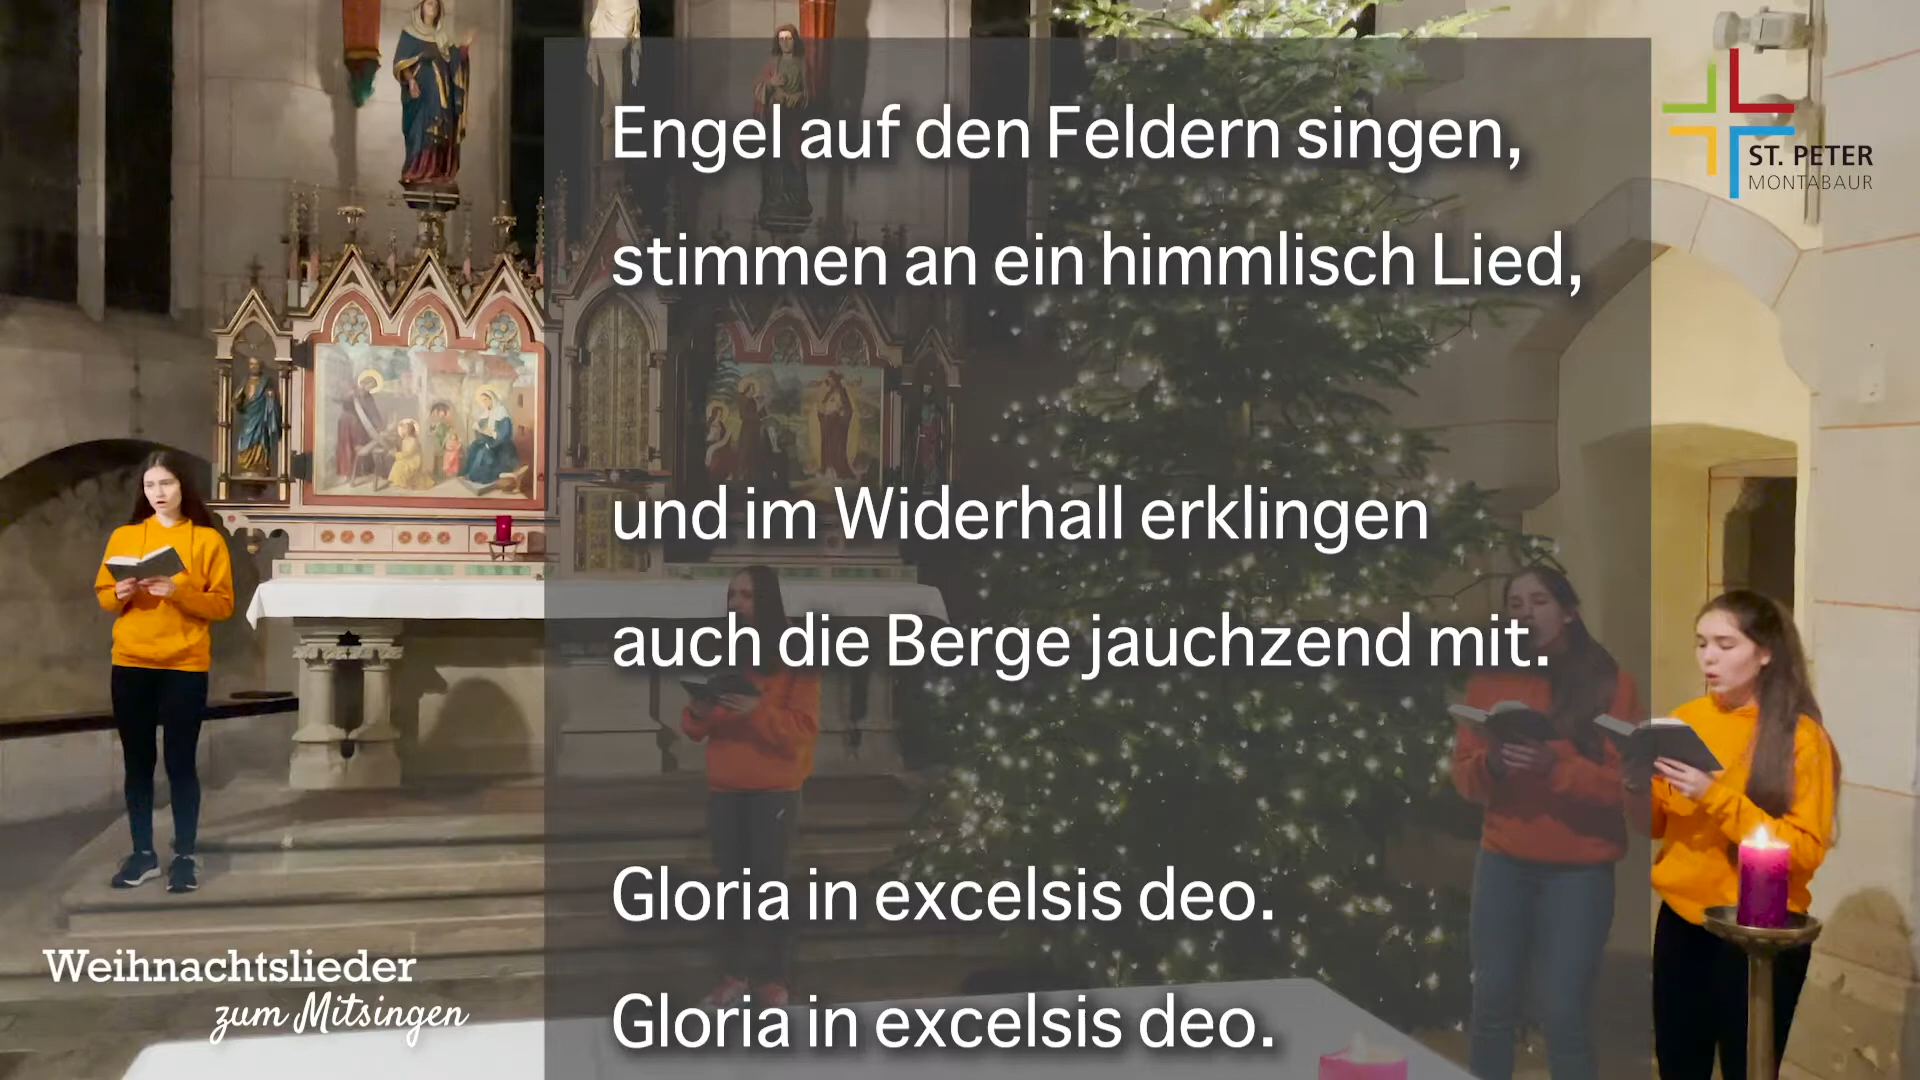 Engel auf den Feldern singen,
stimmen an ein himmlisch Lied,
und im Widerhall erklingen
auch die Berge jauchzend mit.
Gloria in excelsis deo.
Gloria in excelsis deo.
ST. PETER
MONTABAUR
Weihnachtslieder
zum Mitsingen